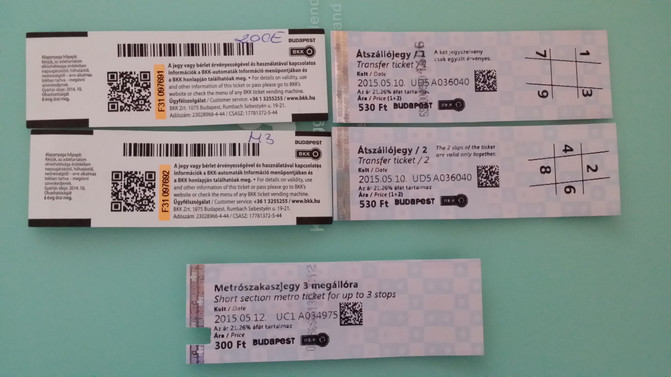 200E
BUDAPEST
BKK
A jegy vagy bérlet érvényességével és használatával kapcsolatos
információk a BKK-automaták Információ menüpontjában és
a BKK honlapján találhatóak meg. • For details on validity, use
and other information of this ticket or pass please go to BKK's
website or check the menu of any BKK ticket vending machine.
Ügyfélszolgálat / Customer service: +36 1 3255255 / www.bkk.hu
BKK Zrt. 1075 Budapest, Rumbach Sebestyén u. 19-21.
Adószám: 23028966-4-44 / CSASZ: 17781372-5-44
F31 097691
Átszállójegy / 1
Transfer ticket /
Kelt / Date
2015.05.10. UD5 A036040
Az ár 21.26% áfát tartalmaz
Ára / Price (1+2)
530 Ft BUDAPEST BKK
A két jegyszelvény
csak együtt érvényes.
1
7
3
9
M3
BUDAPEST
BKK
A jegy vagy bérlet érvényességével és használatával kapcsolatos
információk a BKK-automaták Információ menüpontjában és
a BKK honlapján találhatóak meg. • For details on validity, use
and other information of this ticket or pass please go to BKK's
website or check the menu of any BKK ticket vending machine.
Ügyfélszolgálat / Customer service: +36 1 3255255 / www.bkk.hu
BKK Zrt. 1075 Budapest, Rumbach Sebestyén u. 19-21.
Adószám: 23028966-4-44 / CSASZ: 17781372-5-44
F31 097692
Átszállójegy / 2
Transfer ticket / 2
Kelt / Date
2015.05.10. UD5 A036040
Az ár 21.26% áfát tartalmaz
Ára / Price (1+2)
530 Ft BUDAPEST BKK
The 2 slips of the ticket
are valid only together.
4
2
8
6
Metrószakaszjegy 3 megállóra
Short section metro ticket for up to 3 stops
Kelt / Date
2015.05.12. UC1 A034975
Az ár 21.26% áfát tartalmaz
Ára / Price
300 Ft BUDAPEST BKK